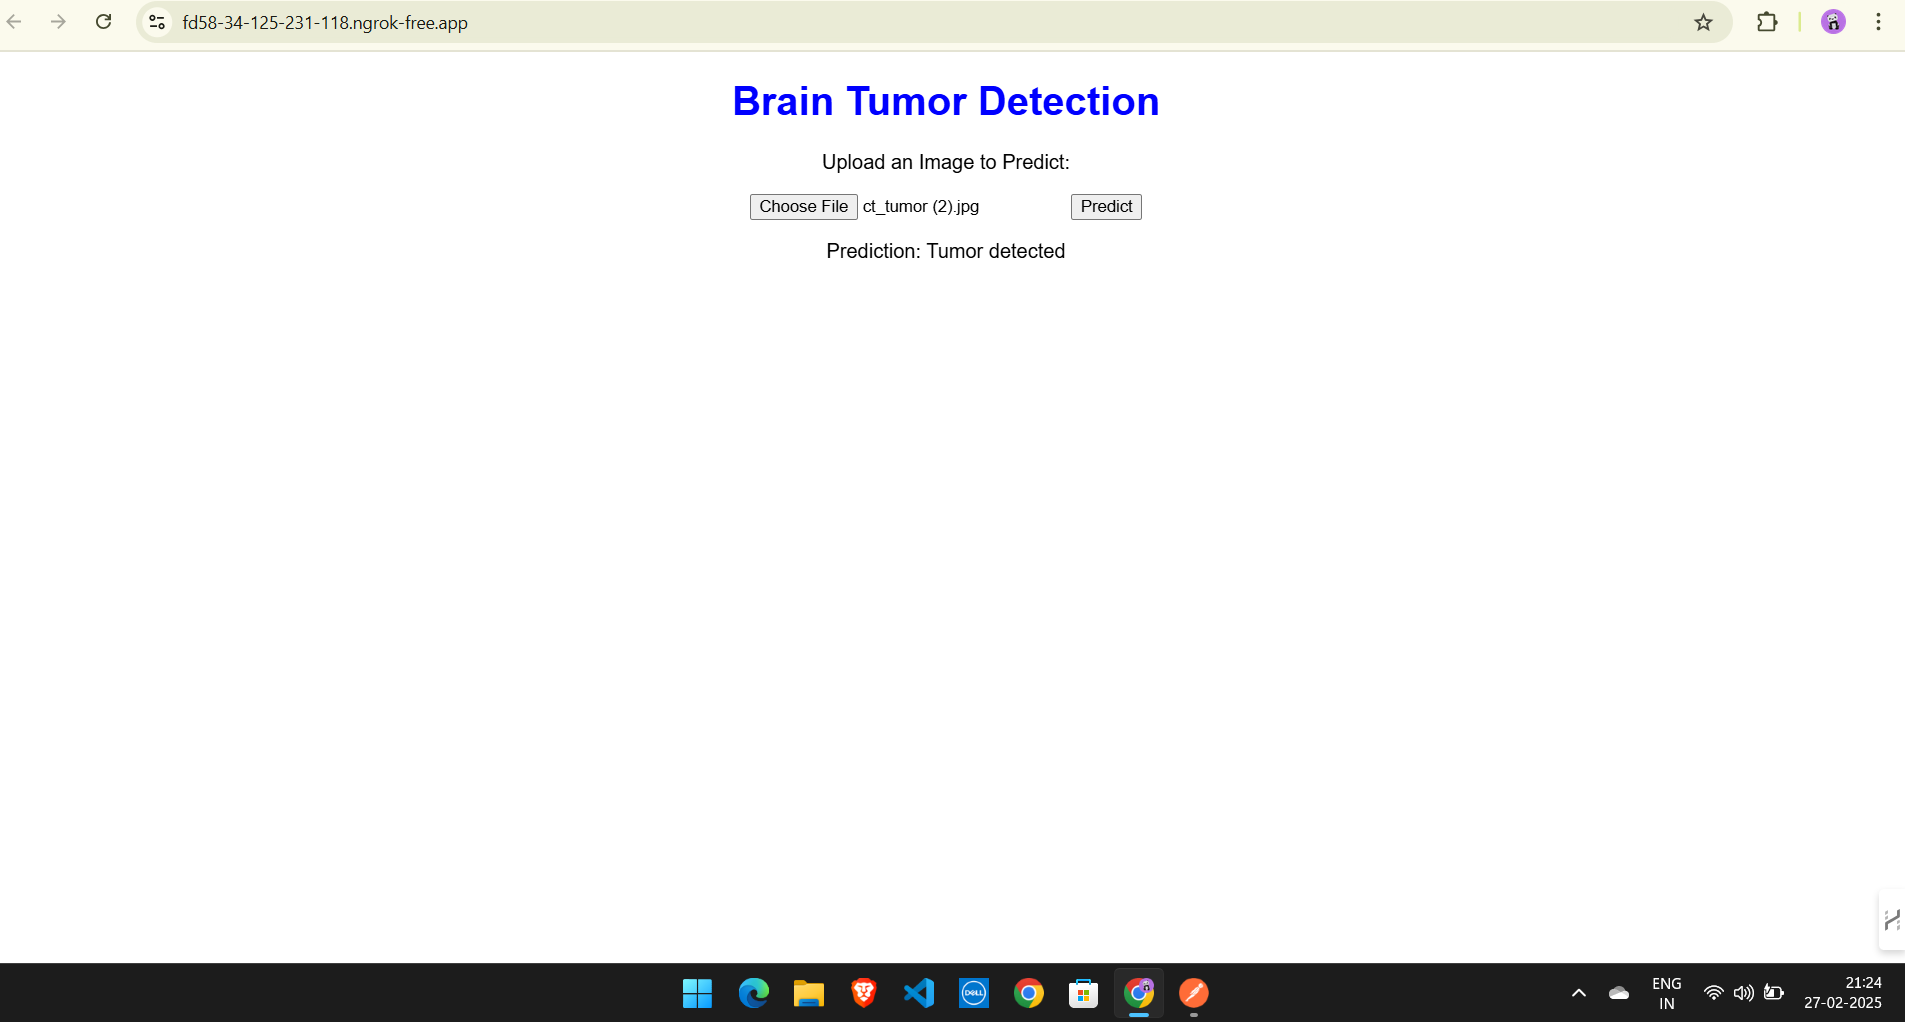 fd58-34-125-231-118.ngrok-free.app
Brain Tumor Detection
Upload an Image to Predict:
Choose File ct_tumor (2).jpg Predict
Prediction: Tumor detected
DELL
ENG
IN
21:24
27-02-2025